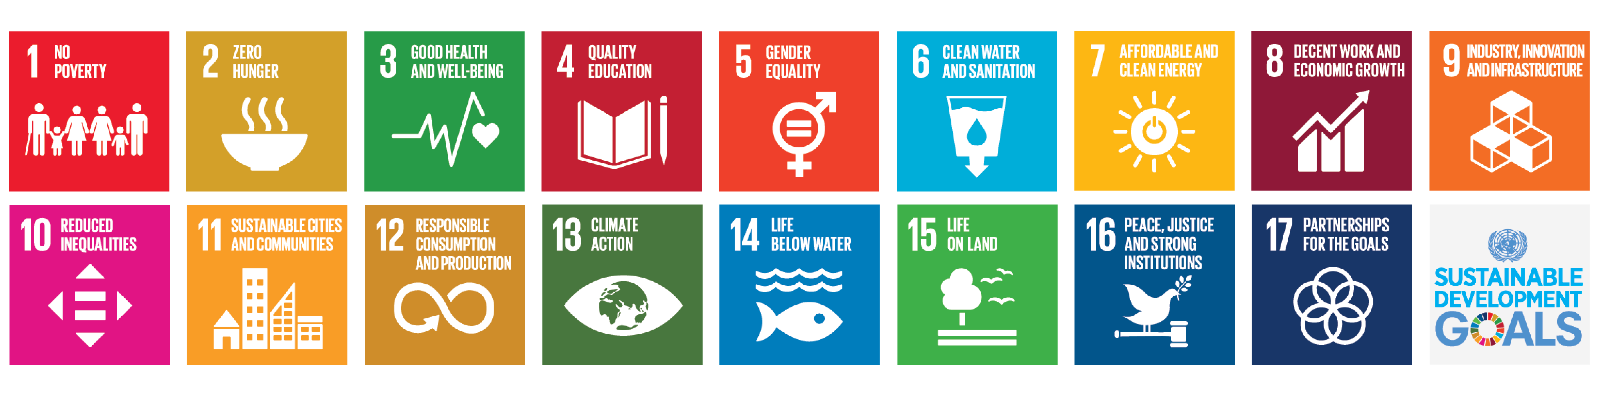 1 NO
POVERTY
2 ZERO
HUNGER
3 GOOD HEALTH
AND WELL-BEING
4 QUALITY
EDUCATION
5 GENDER
EQUALITY
6 CLEAN WATER
AND SANITATION
7 AFFORDABLE AND
CLEAN ENERGY
8 DECENT WORK AND
ECONOMIC GROWTH
9 INDUSTRY, INNOVATION
AND INFRASTRUCTURE
10 REDUCED
INEQUALITIES
11 SUSTAINABLE CITIES
AND COMMUNITIES
12 RESPONSIBLE
CONSUMPTION
AND PRODUCTION
13 CLIMATE
ACTION
14 LIFE
BELOW WATER
15 LIFE
ON LAND
16 PEACE, JUSTICE
AND STRONG
INSTITUTIONS
17 PARTNERSHIPS
FOR THE GOALS
SUSTAINABLE
DEVELOPMENT
GOALS